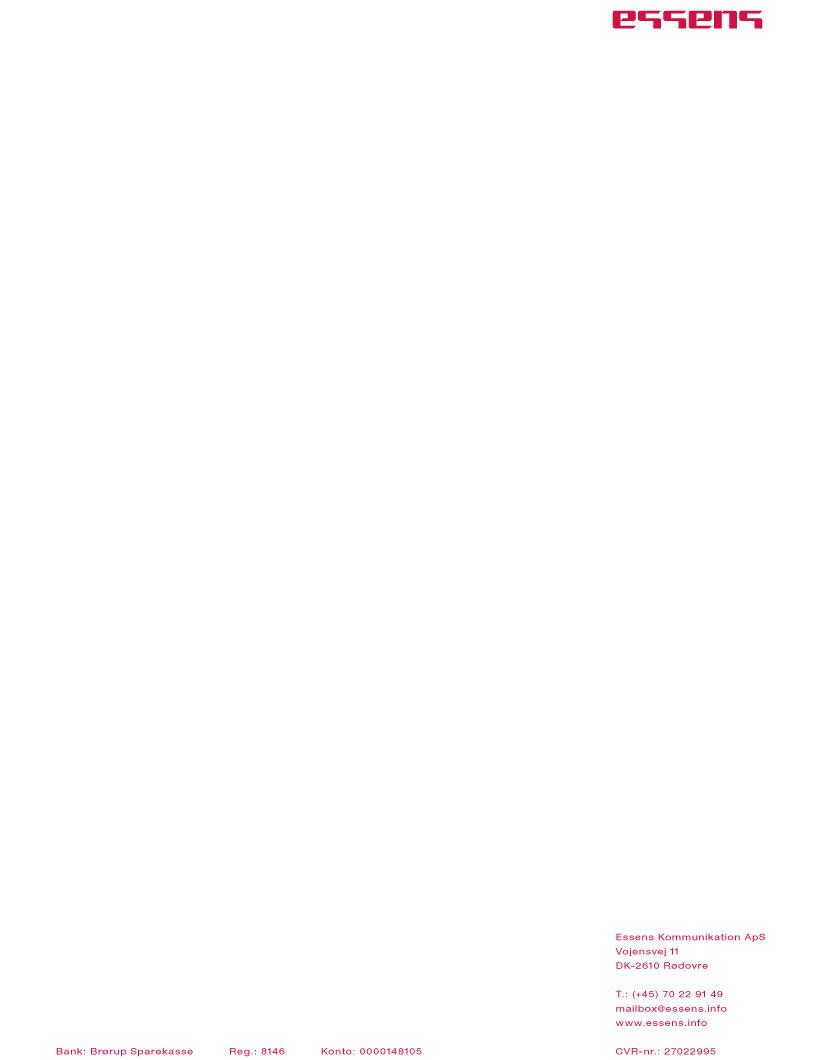 essens
Essens Kommunikation ApS
Vojensvej 11
DK-2610 Rødovre
T.: (+45) 70 22 91 49
mailbox@essens.info
www.essens.info
Bank: Brørup Sparekasse Reg.: 8146 Konto: 0000148105 CVR-nr.: 27022995